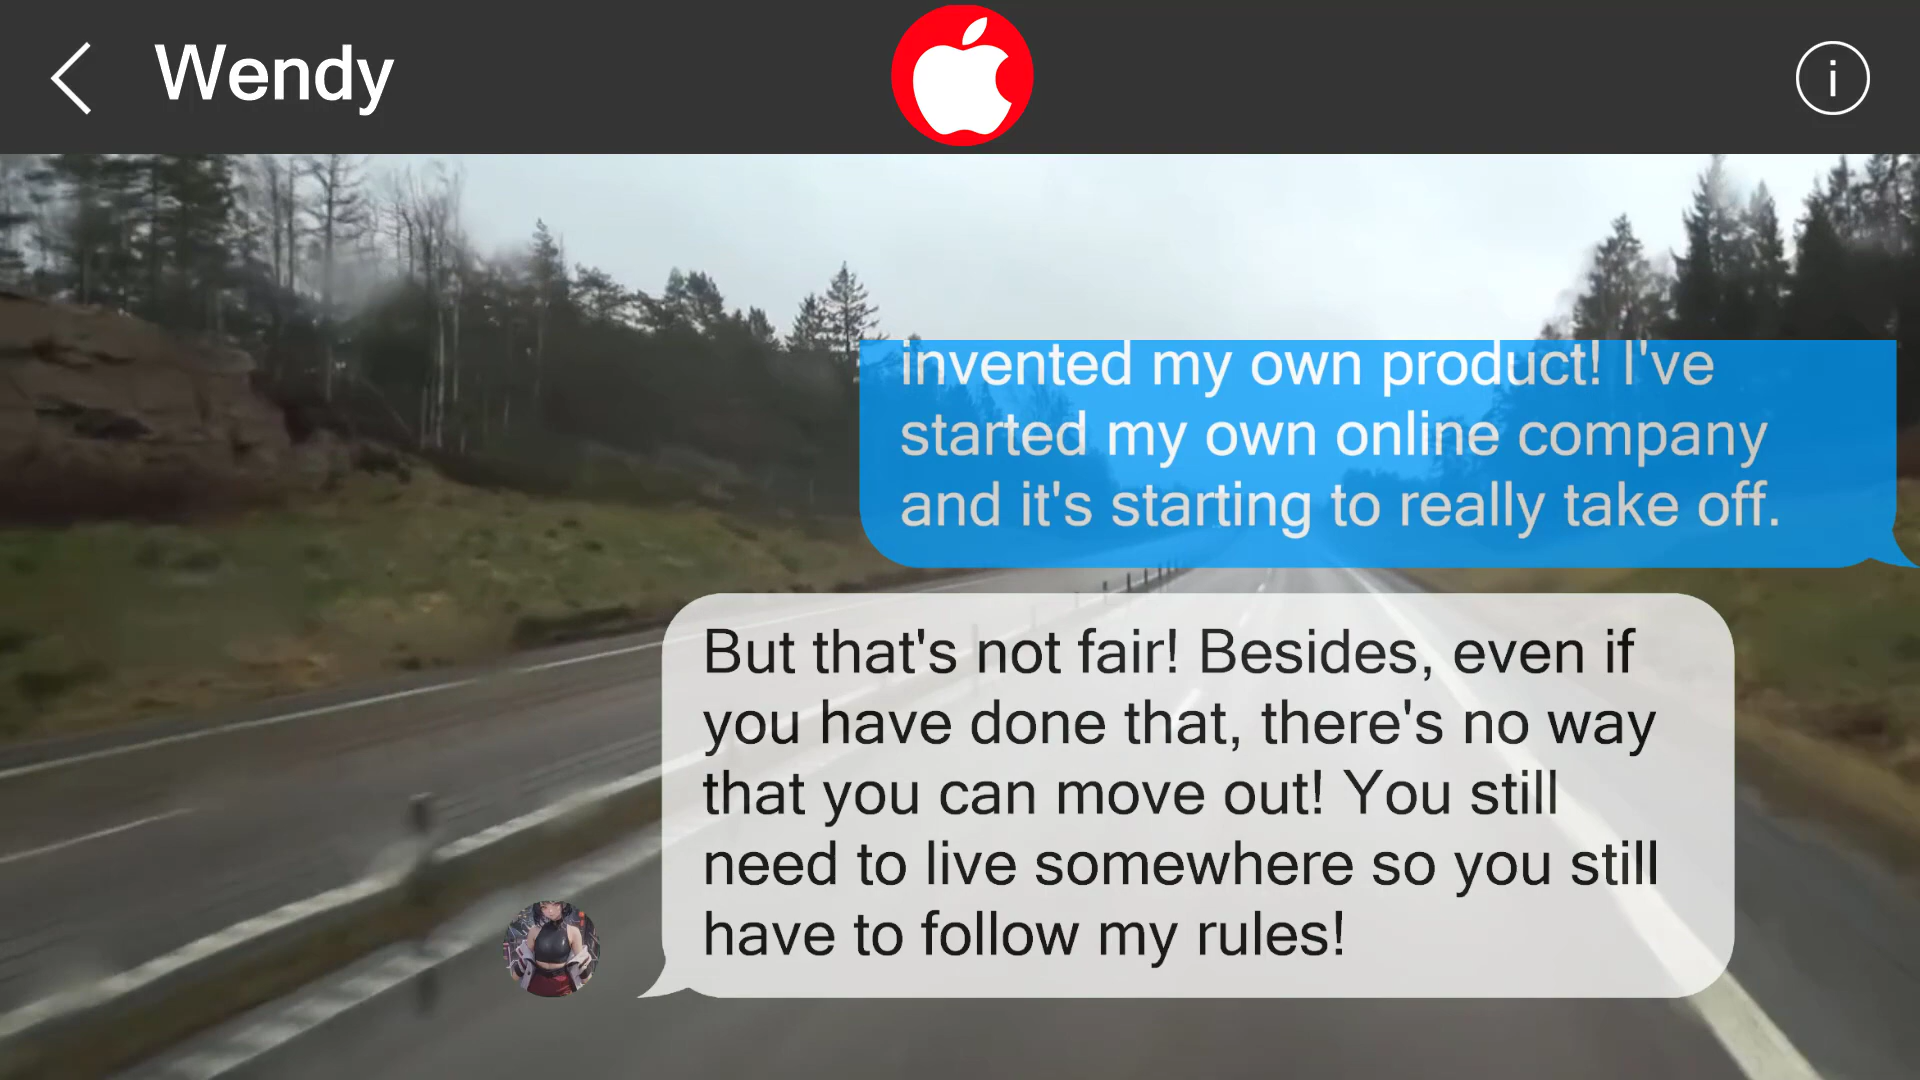 Wendy
i
invented my own product! I've
started my own online company
and it's starting to really take off.
But that's not fair! Besides, even if
you have done that, there's no way
that you can move out! You still
need to live somewhere so you still
have to follow my rules!